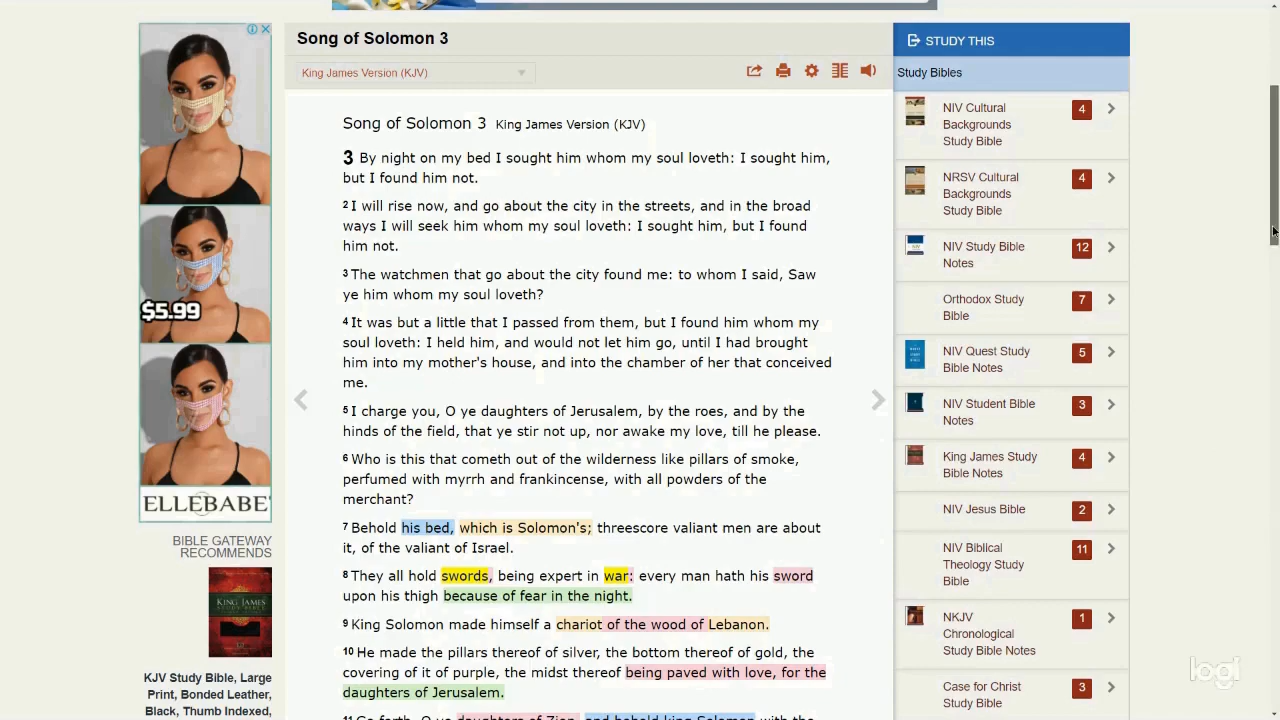 Song of Solomon 3
King James Version (KJV)
Song of Solomon 3 King James Version (KJV)
3 By night on my bed I sought him whom my soul loveth: I sought him,
but I found him not.
2 I will rise now, and go about the city in the streets, and in the broad
ways I will seek him whom my soul loveth: I sought him, but I found
him not.
3 The watchmen that go about the city found me: to whom I said, Saw
ye him whom my soul loveth?
4 It was but a little that I passed from them, but I found him whom my
soul loveth: I held him, and would not let him go, until I had brought
him into my mother's house, and into the chamber of her that conceived
me.
5 I charge you, O ye daughters of Jerusalem, by the roes, and by the
hinds of the field, that ye stir not up, nor awake my love, till he please.
6 Who is this that cometh out of the wilderness like pillars of smoke,
perfumed with myrrh and frankincense, with all powders of the
merchant?
7 Behold his bed, which is Solomon's; threescore valiant men are about
it, of the valiant of Israel.
8 They all hold swords, being expert in war: every man hath his sword
upon his thigh because of fear in the night.
9 King Solomon made himself a chariot of the wood of Lebanon.
10 He made the pillars thereof of silver, the bottom thereof of gold, the
covering of it of purple, the midst thereof being paved with love, for the
daughters of Jerusalem.
11 Go forth, O ye daughters of Zion, and behold king Solomon with the
$5.99
ELLEBABE'
BIBLE GATEWAY
RECOMMENDS
KING JAMES
KJV Study Bible, Large
Print, Bonded Leather,
Black, Thumb Indexed,
STUDY THIS
Study Bibles
NIV Cultural
Backgrounds
Study Bible
4
NRSV Cultural
Backgrounds
Study Bible
4
NIV Study Bible
Notes
12
Orthodox Study
Bible
7
NIV Quest Study
Bible Notes
5
NIV Student Bible
Notes
3
King James Study
Bible Notes
4
NIV Jesus Bible
2
NIV Biblical
Theology Study
Bible
11
NKJV
Chronological
Study Bible Notes
1
Case for Christ
Study Bible
3
logi